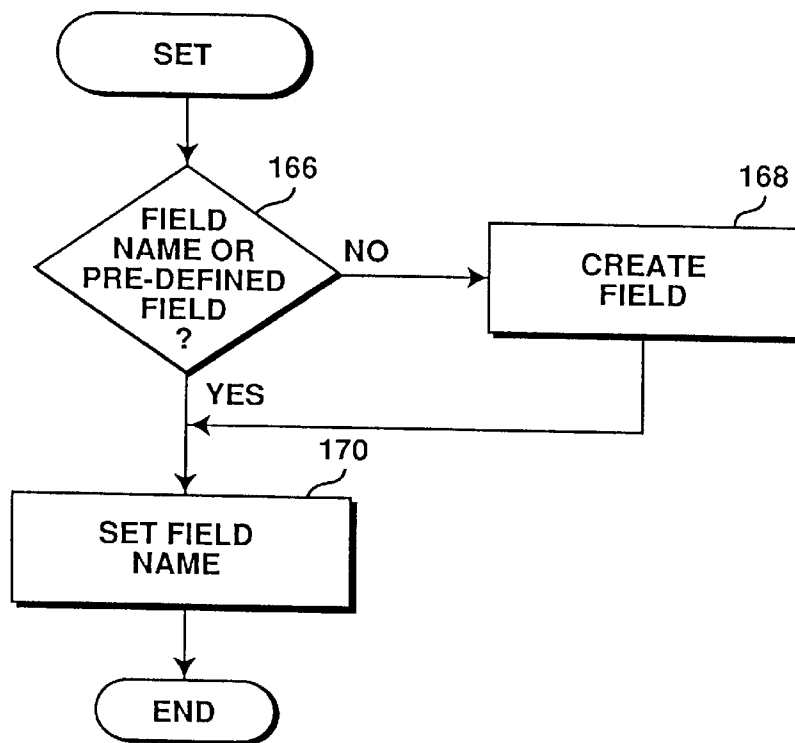 SET
166
FIELD
NAME OR
PRE-DEFINED
FIELD
?
NO
168
CREATE
FIELD
YES
170
SET FIELD
NAME
END